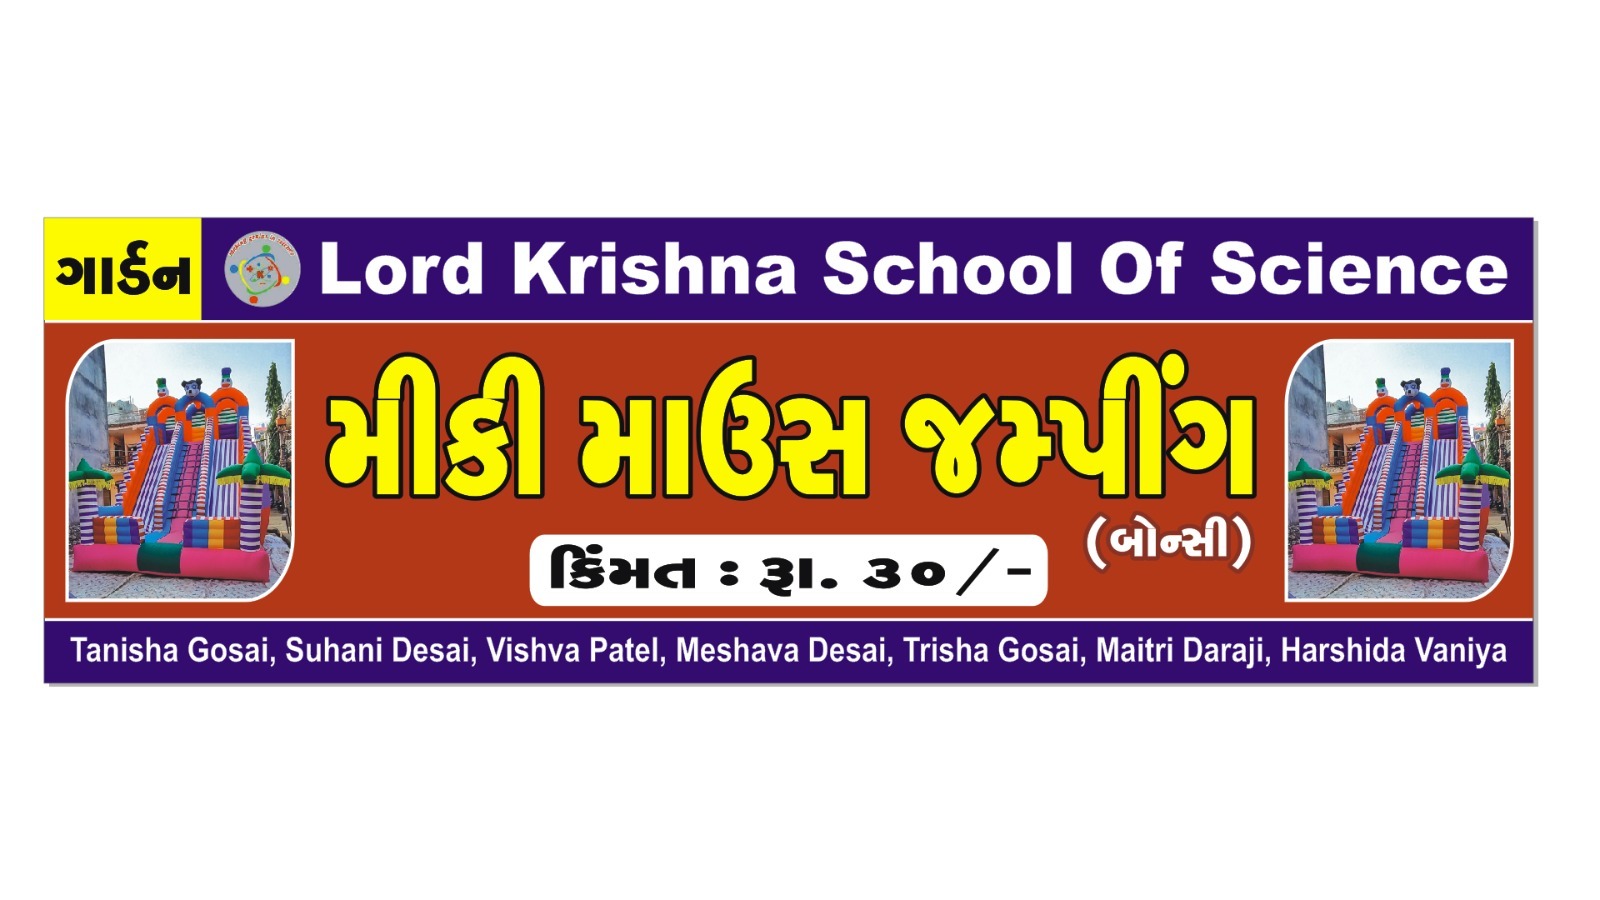 ગાર્ડન
Lord Krishna School Of Science
મીકી માઉસ જમ્પીંગ
(બોન્સી)
કિંમત : રૂા. ૩૦/-
Tanisha Gosai, Suhani Desai, Vishva Patel, Meshava Desai, Trisha Gosai, Maitri Daraji, Harshida Vaniya